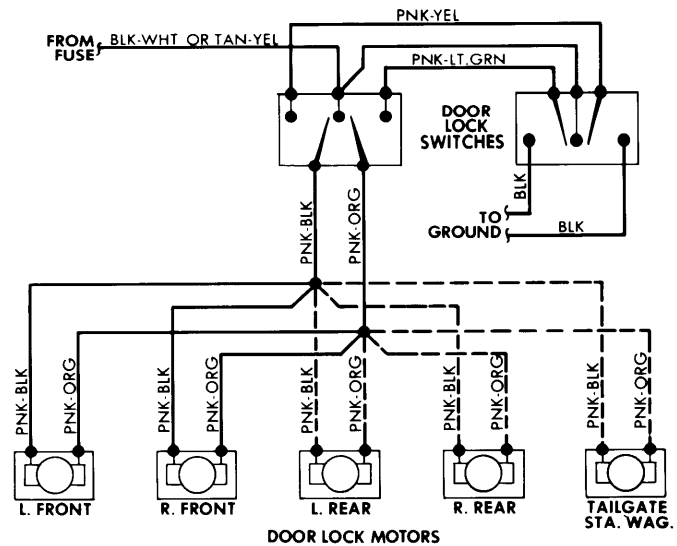 PNK-YEL
FROM
FUSE
BLK-WHT OR TAN-YEL
PNK-LT.GRN
DOOR
LOCK
SWITCHES
BLK
TO
GROUND
BLK
PNK-BLK
PNK-ORG
PNK-BLK
PNK-ORG
PNK-BLK
PNK-ORG
PNK-BLK
PNK-ORG
PNK-BLK
PNK-ORG
PNK-BLK
PNK-ORG
L. FRONT
R. FRONT
L. REAR
R. REAR
TAILGATE
STA. WAG.
DOOR LOCK MOTORS